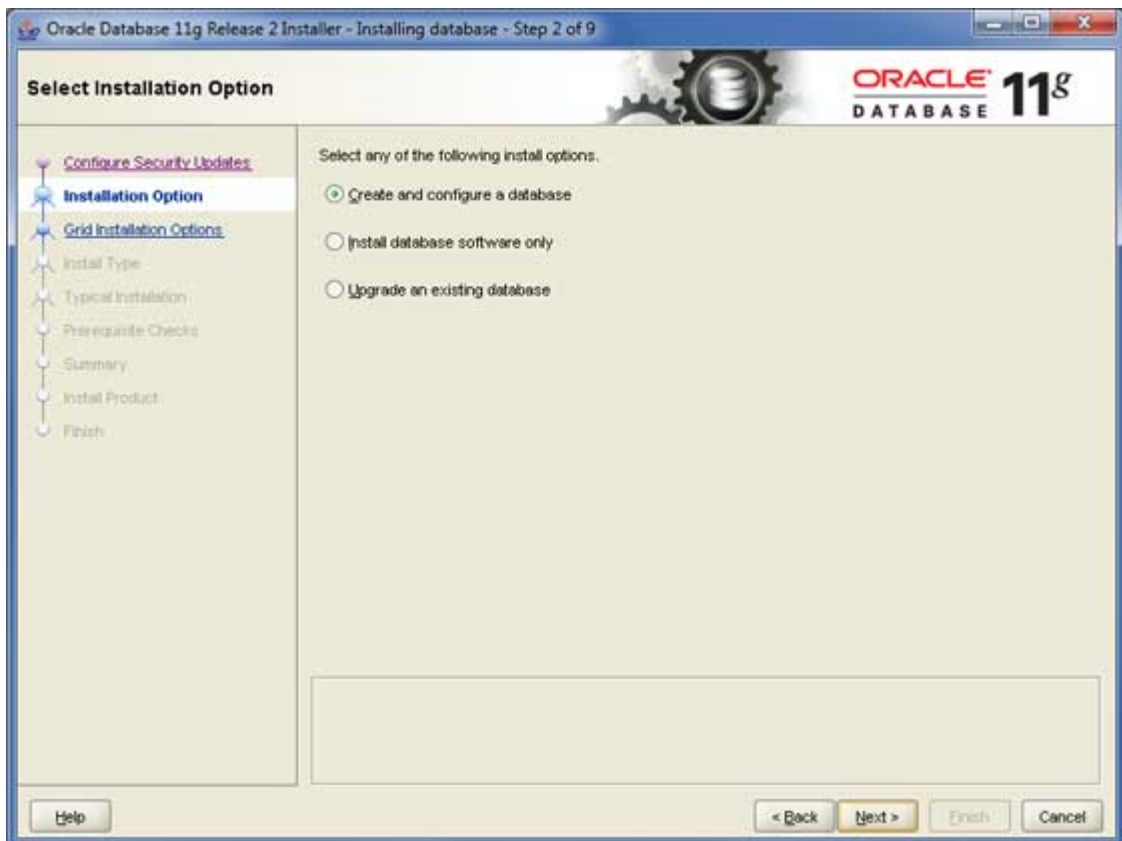 Oracle Database 11g Release 2 Installer - Installing database - Step 2 of 9
Select Installation Option
ORACLE
DATABASE
11g
Configure Security Updates
Installation Option
Grid Installation Options
Install Type
Typical Installation
Prerequisite Checks
Summary
Install Product
Finish
Select any of the following install options.
Create and configure a database
Install database software only
Upgrade an existing database
Help
< Back
Next >
Finish
Cancel